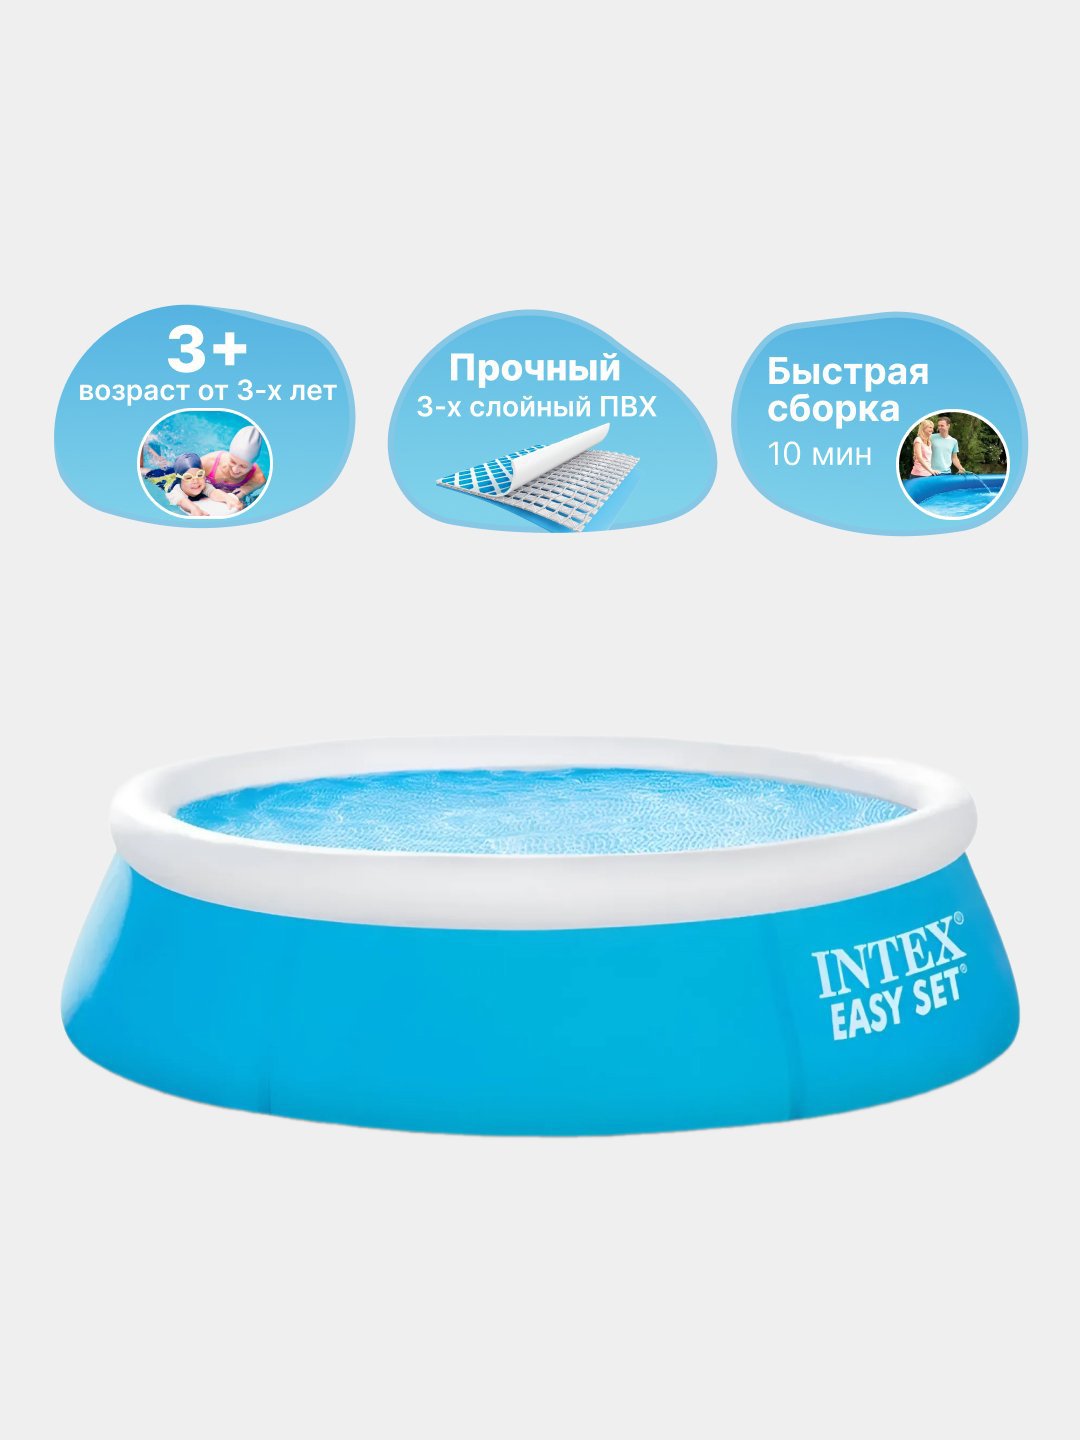 3+
возраст от 3-х лет
Прочный
3-х слойный ПВХ
Быстрая
сборка
10 мин
INTEX®
EASY SET®